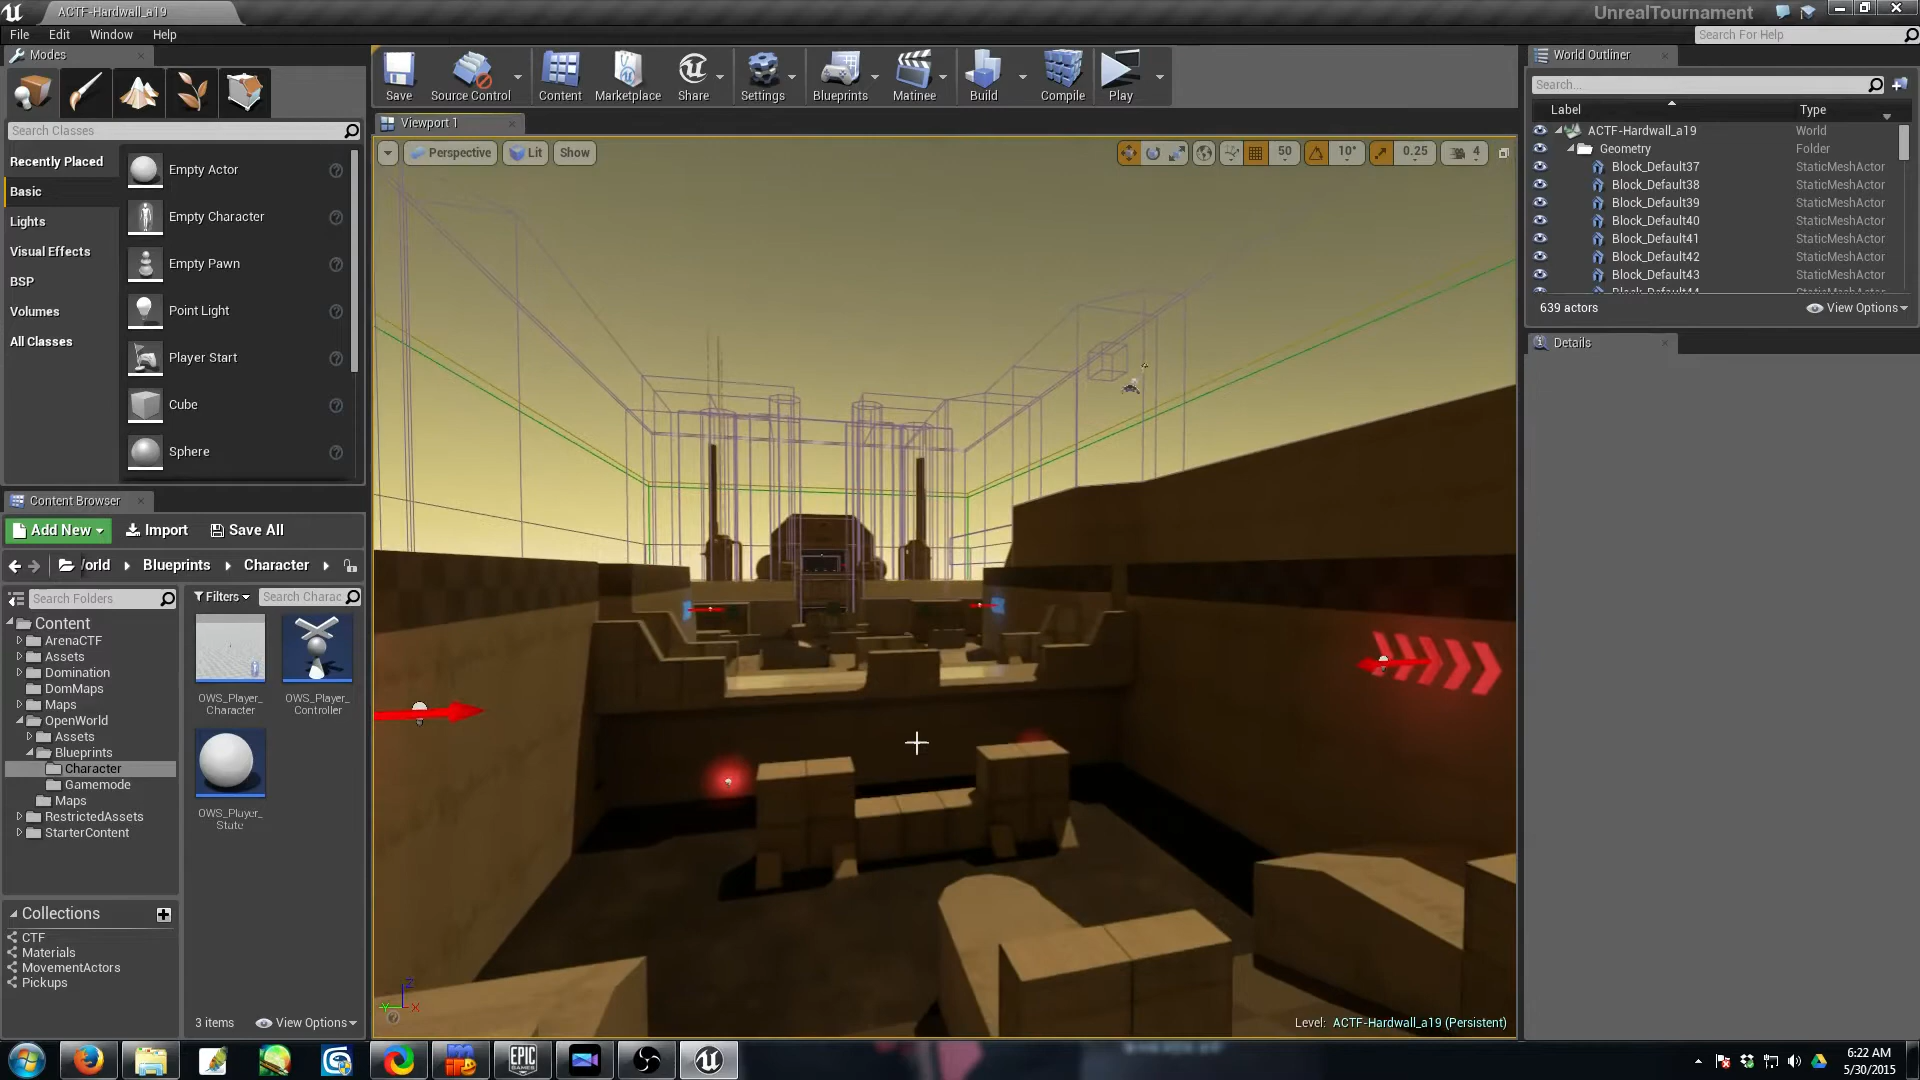 ACTF-Hardwall_a19
UnrealTournament
File Edit Window Help
Search For Help
Modes
Search Classes
Recently Placed
Basic
Lights
Visual Effects
BSP
Volumes
All Classes
Empty Actor
Empty Character
Empty Pawn
Point Light
Player Start
Cube
Sphere
Save
Source Control
Content
Marketplace
Share
Settings
Blueprints
Matinee
Build
Compile
Play
Viewport 1
Perspective
Lit
Show
50
10°
0.25
4
Level: ACTF-Hardwall_a19 (Persistent)
World Outliner
Search...
Label Type
ACTF-Hardwall_a19 World
Geometry Folder
Block_Default37 StaticMeshActor
Block_Default38 StaticMeshActor
Block_Default39 StaticMeshActor
Block_Default40 StaticMeshActor
Block_Default41 StaticMeshActor
Block_Default42 StaticMeshActor
Block_Default43 StaticMeshActor
Block_Default44 StaticMeshActor
639 actors
View Options
Details
Content Browser
Add New
Import
Save All
/orld
Blueprints
Character
Search Folders
Content
ArenaCTF
Assets
Domination
DomMaps
Maps
OpenWorld
Assets
Blueprints
Character
Gamemode
Maps
RestrictedAssets
StarterContent
Filters
Search Charac
OWS_Player_
Character
OWS_Player_
Controller
OWS_Player_
State
3 items
View Options
Collections
CTF
Materials
MovementActors
Pickups
EPIC
GAMES
6:22 AM
5/30/2015